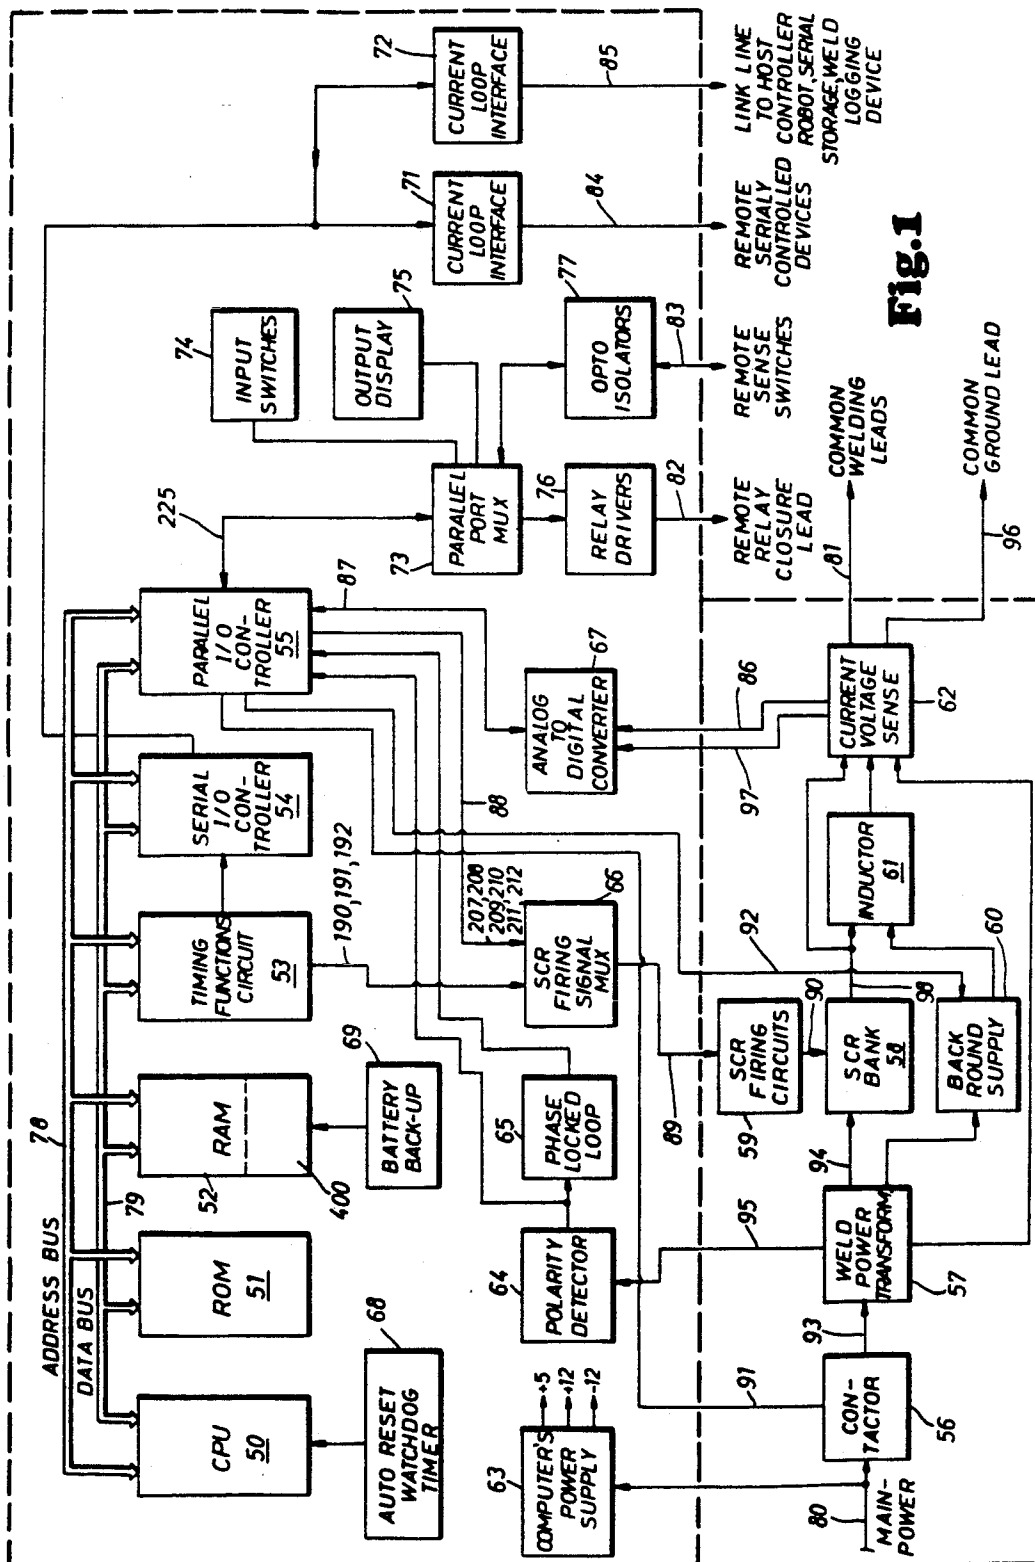 ADDRESS BUS
78
DATA BUS
79
CPU
50
ROM
51
RAM
52
400
TIMING
FUNCTIONS
CIRCUIT
53
SERIAL
I/O
CON-
TROLLER
54
PARALLEL
I/O
CON-
TROLLER
55
225
AUTO RESET
WATCHDOG
TIMER
68
BATTERY
BACK-UP
69
190,191,192
207,208
209,210
211,212
88
87
INPUT
SWITCHES
74
OUTPUT
DISPLAY
75
PARALLEL
PORT
MUX
73
RELAY
DRIVERS
76
OPTO
ISOLATORS
77
CURRENT
LOOP
INTERFACE
71
CURRENT
LOOP
INTERFACE
72
COMPUTER'S
POWER
SUPPLY
63
+5
+12
-12
POLARITY
DETECTOR
64
PHASE
LOCKED
LOOP
65
SCR
FIRING
SIGNAL
MUX
66
ANALOG
TO
DIGITAL
CONVERTER
67
82
83
84
85
REMOTE
RELAY
CLOSURE
LEAD
REMOTE
SENSE
SWITCHES
REMOTE
SERIALY
CONTROLLED
DEVICES
LINK LINE
TO HOST
CONTROLLER
ROBOT, SERIAL
STORAGE, WELD
LOGGING
DEVICE
91
95
89
92
97
86
80
MAIN-
POWER
CON-
TACTOR
56
93
WELD
POWER
TRANSFORM
57
94
SCR
FIRING
CIRCUITS
59
90
SCR
BANK
58
98
BACK
ROUND
SUPPLY
60
INDUCTOR
61
CURRENT
VOLTAGE
SENSE
62
81
COMMON
WELDING
LEADS
96
COMMON
GROUND LEAD
Fig.1